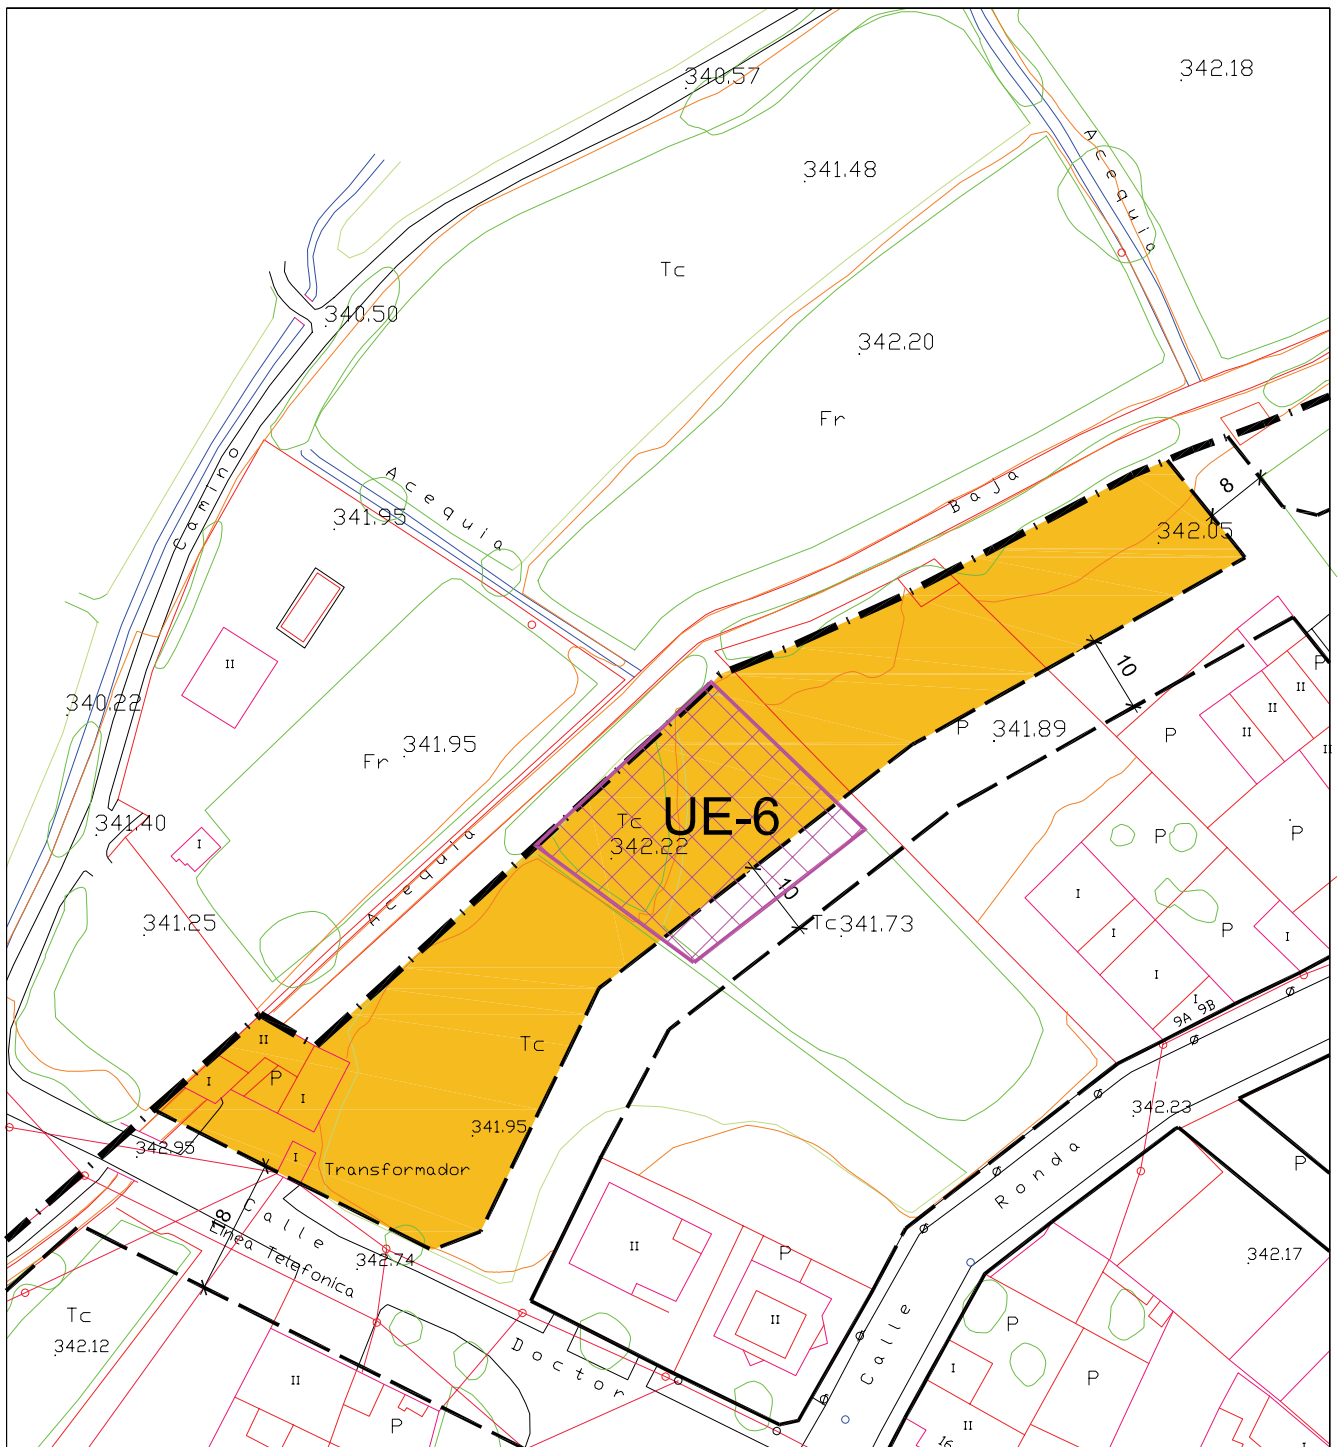 340.57
342.18
Acequia
341.48
Tc
340.50
342.20
Fr
Camino
Acequia
341.95
Baja
8
342.05
II
10
P
II
340.22
II
P
341.89
P
II
II
Fr
341.95
UE-6
Tc
342.22
341.40
I
P
P
Acequia
10
I
341.25
Tc
341.73
I
P
I
I
I
9A 9B
II
Tc
I
P
I
342.23
341.95
342.95
I
Transformador
P
Ronda
18
Calle
Linea Telefonica
II
P
342.74
342.17
Tc
342.12
II
P
Calle
Doctor
II
I
P
P
II
16
I